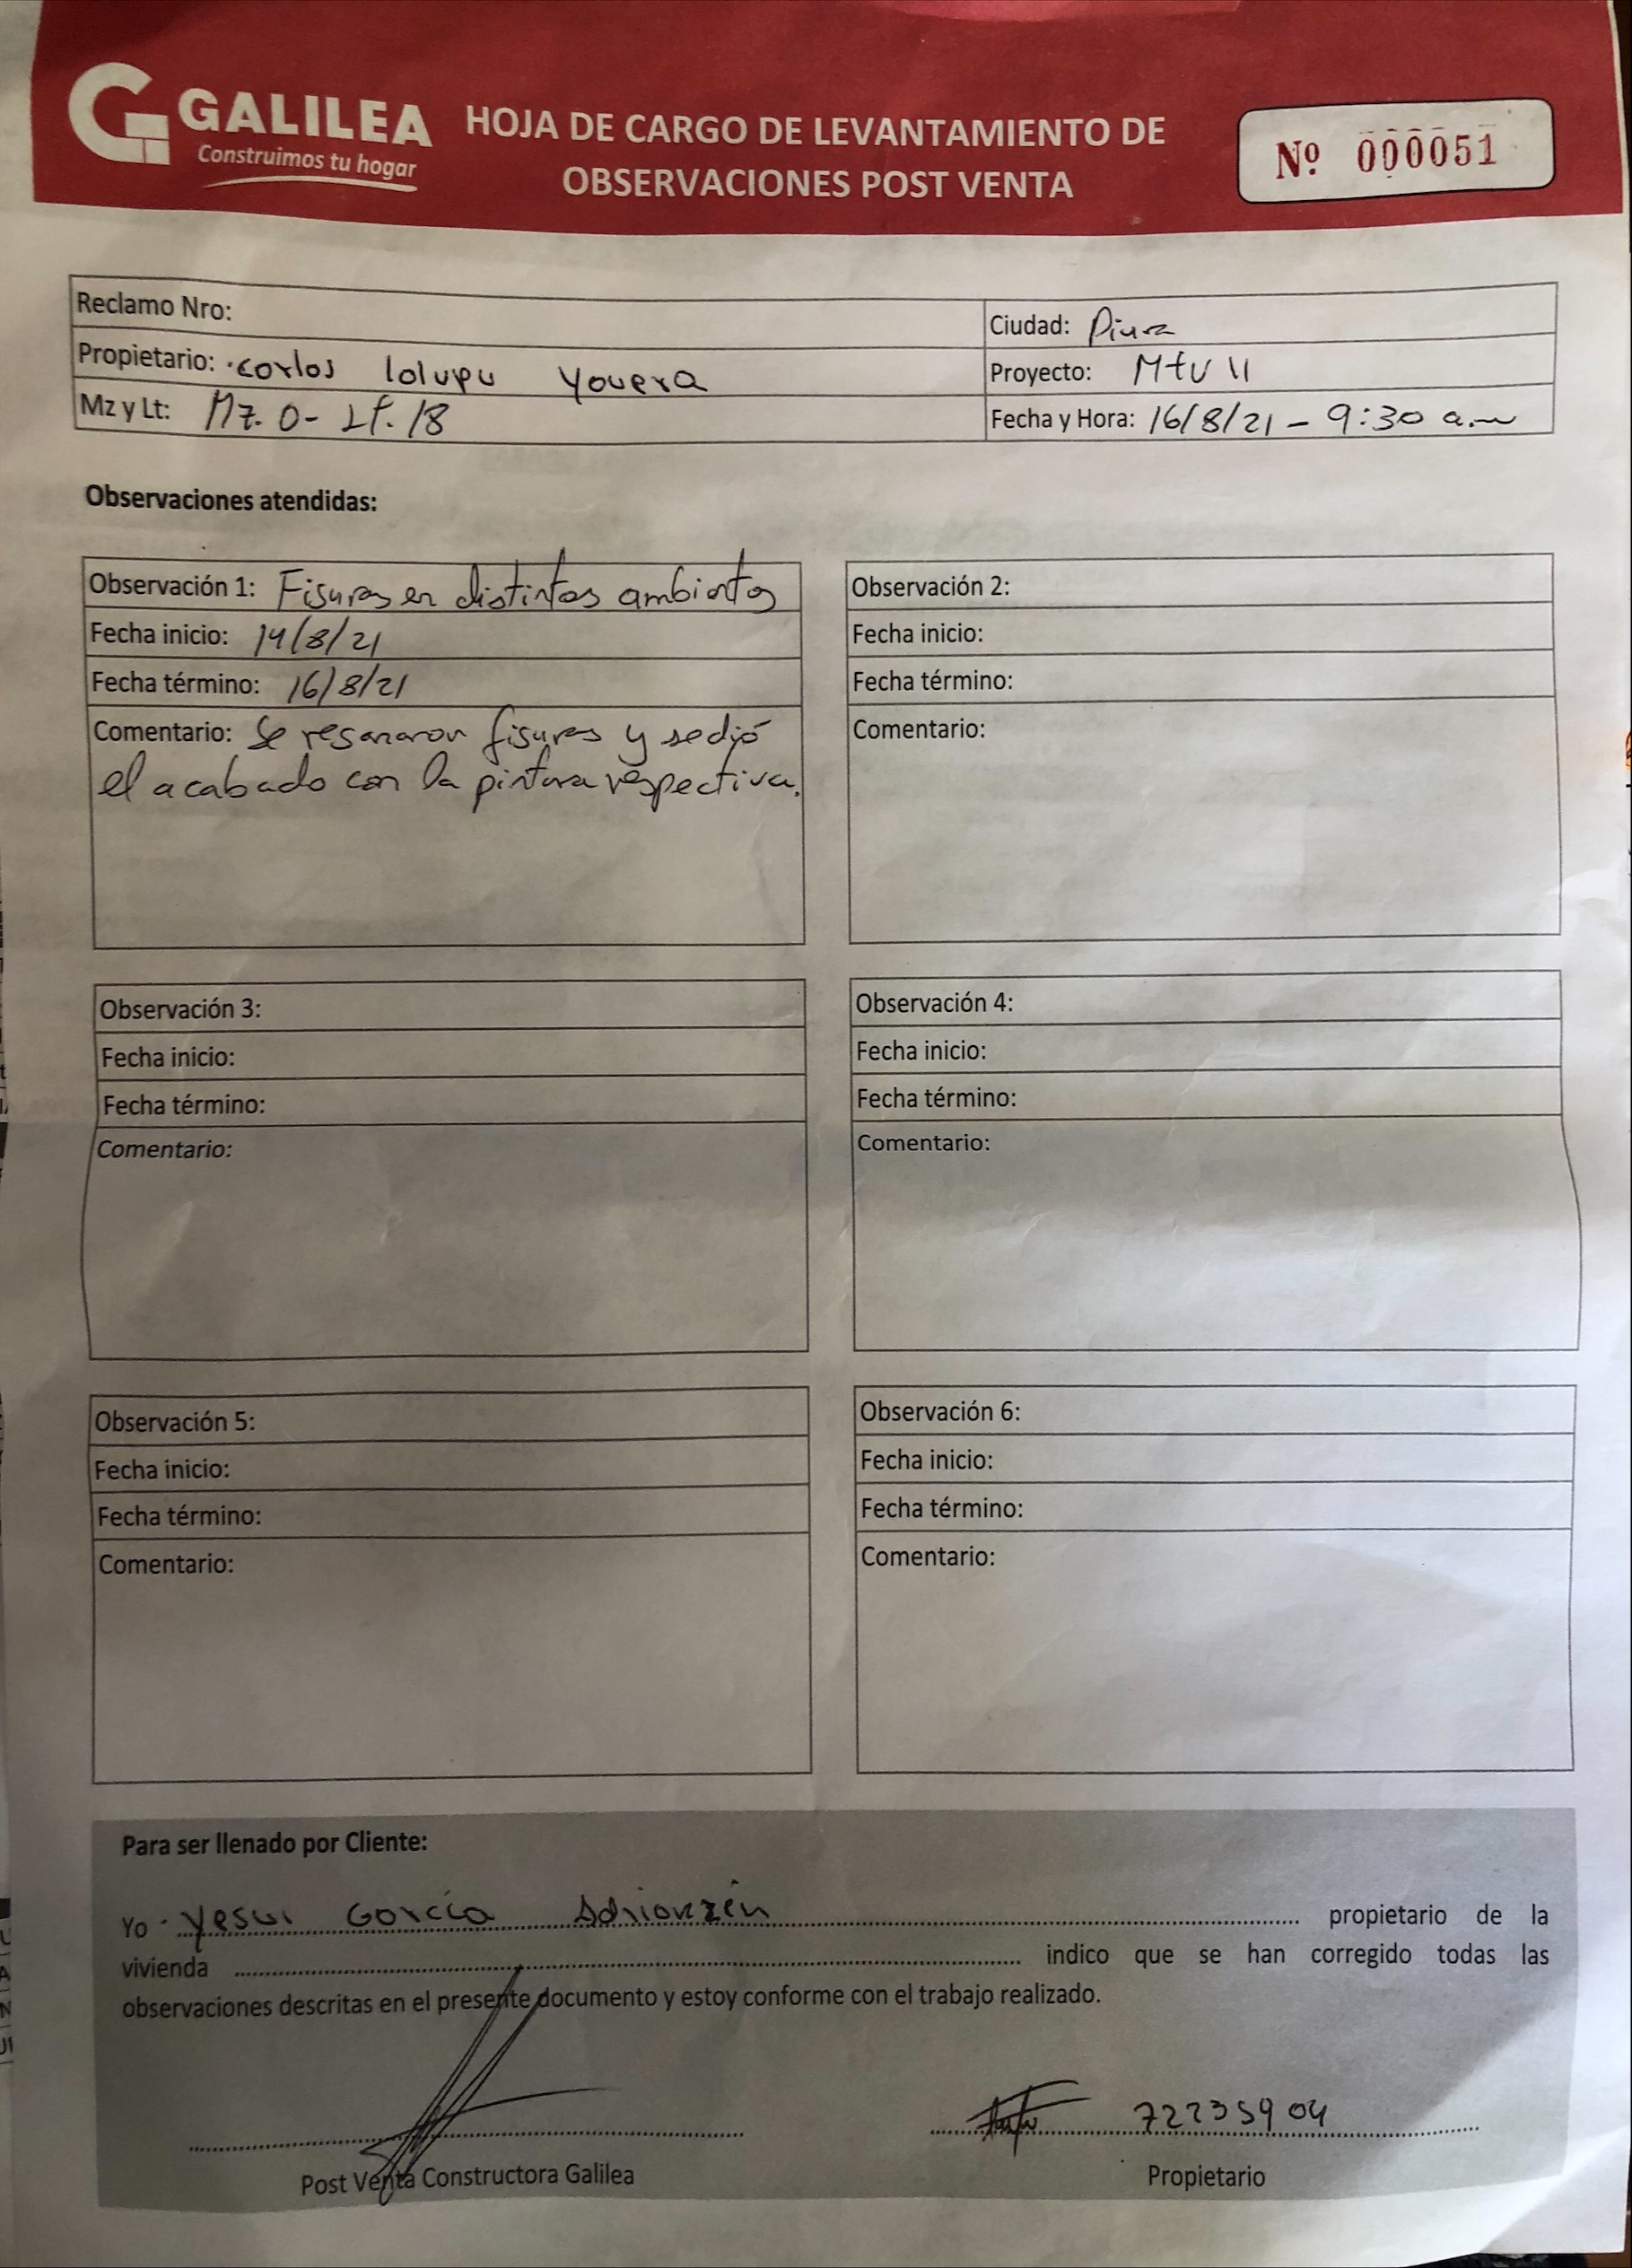 GALILEA
Construimos tu hogar
HOJA DE CARGO DE LEVANTAMIENTO DE
OBSERVACIONES POST VENTA
Nº 000051
Reclamo Nro:
Ciudad: Piura
Propietario: Carlos lolupu Yovera
Proyecto: MTV II
Mz y Lt: Mz. O - Lt. 18
Fecha y Hora: 16/8/21 - 9:30 a.m
Observaciones atendidas:
Observación 1: Fisuras en distintos ambientes
Fecha inicio: 14/8/21
Fecha término: 16/8/21
Comentario: Se resanaron fisuras y se dió
el acabado con la pintura respectiva.
Observación 2:
Fecha inicio:
Fecha término:
Comentario:
Observación 3:
Fecha inicio:
Fecha término:
Comentario:
Observación 4:
Fecha inicio:
Fecha término:
Comentario:
Observación 5:
Fecha inicio:
Fecha término:
Comentario:
Observación 6:
Fecha inicio:
Fecha término:
Comentario:
Para ser llenado por Cliente:
Yo Yesui García Adrianzén propietario de la
vivienda indico que se han corregido todas las
observaciones descritas en el presente documento y estoy conforme con el trabajo realizado.
72235904
Post Venta Constructora Galilea
Propietario